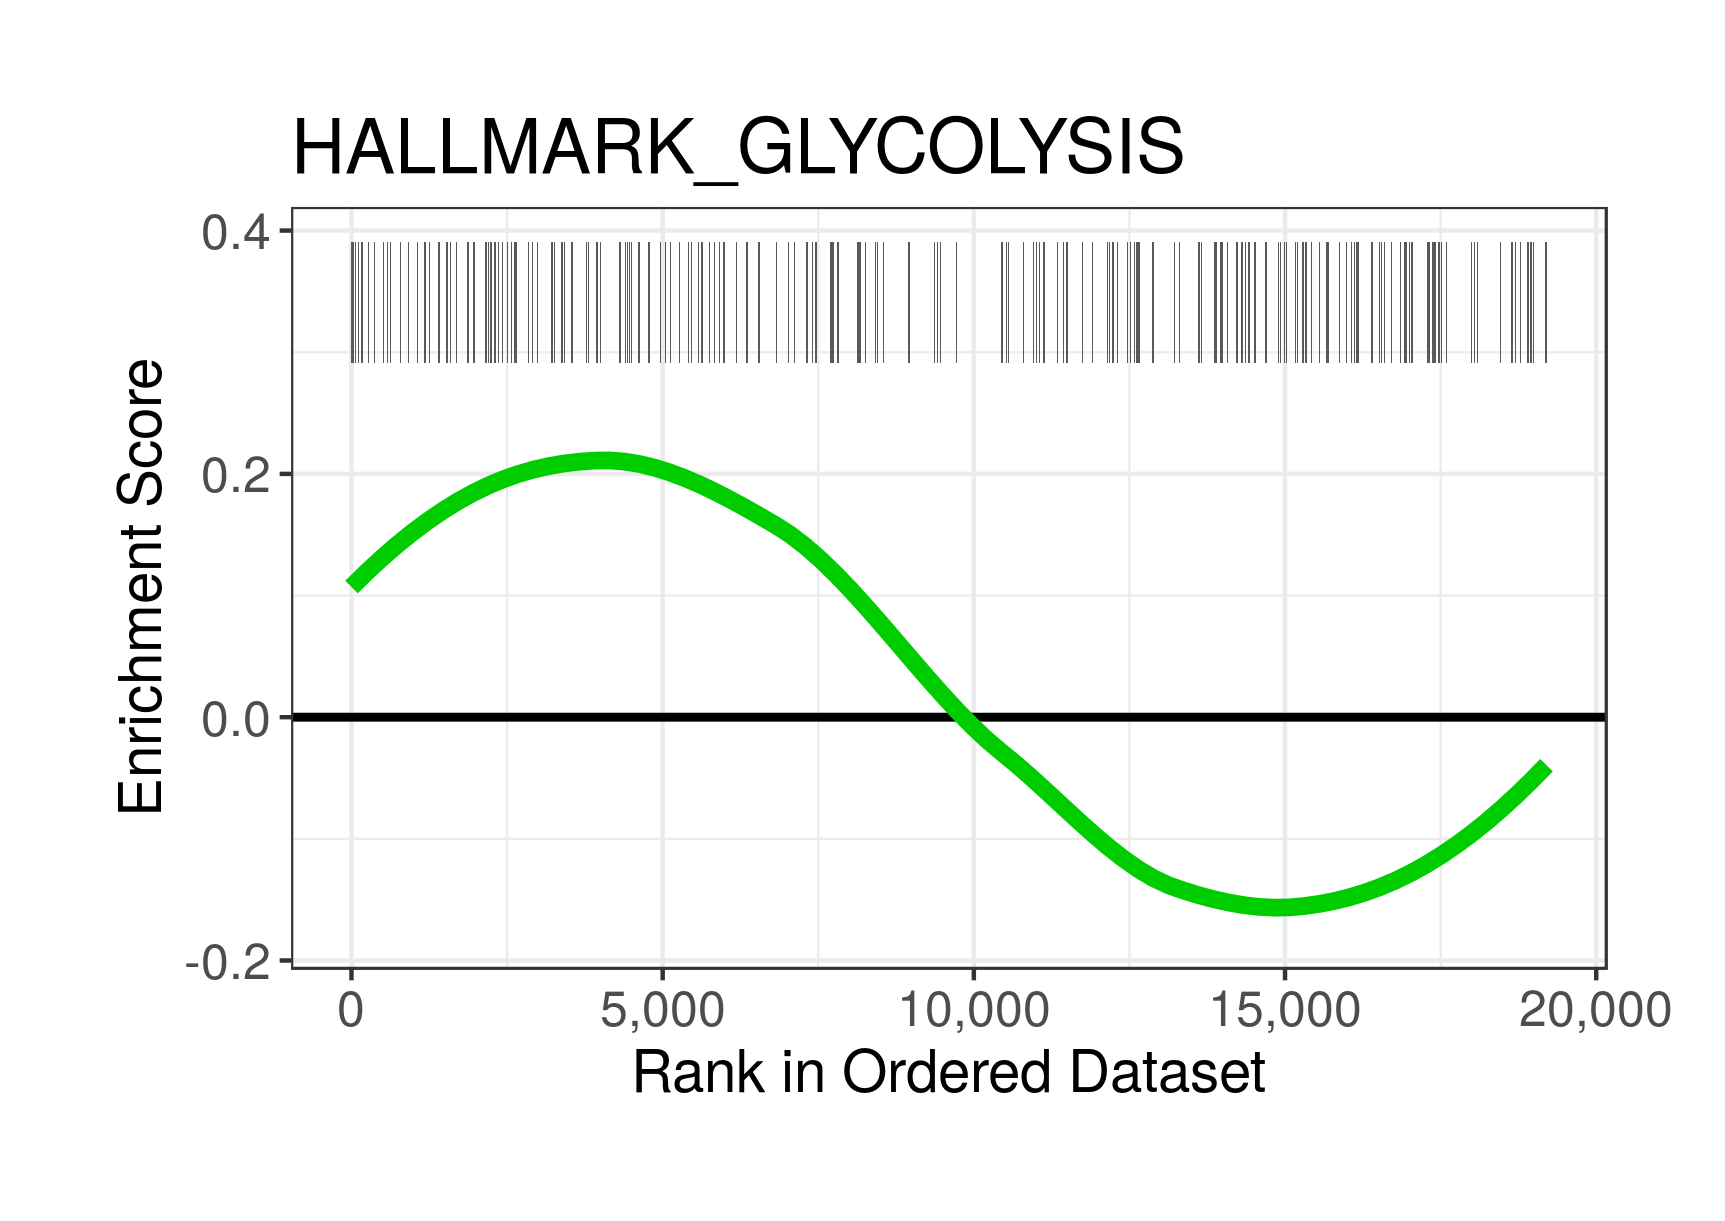 HALLMARK_GLYCOLYSIS
0.4
0.2
0.0
-0.2
Enrichment Score
0 5,000 10,000 15,000 20,000
Rank in Ordered Dataset